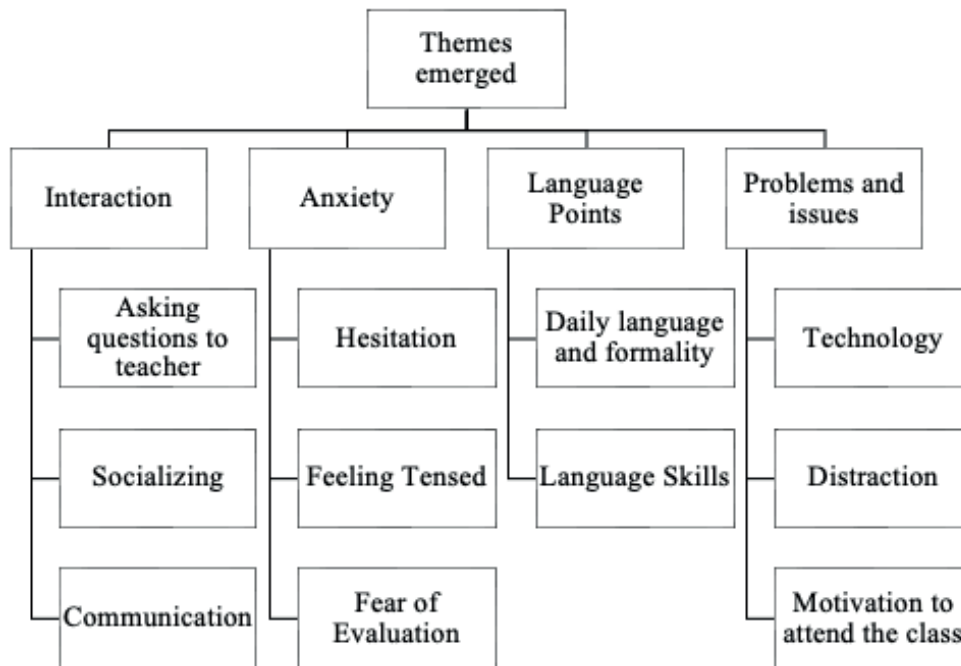 Themes
emerged
Interaction
Anxiety
Language
Points
Problems and
issues
Asking
questions to
teacher
Hesitation
Daily language
and formality
Technology
Socializing
Feeling Tensed
Language Skills
Distraction
Communication
Fear of
Evaluation
Motivation to
attend the class